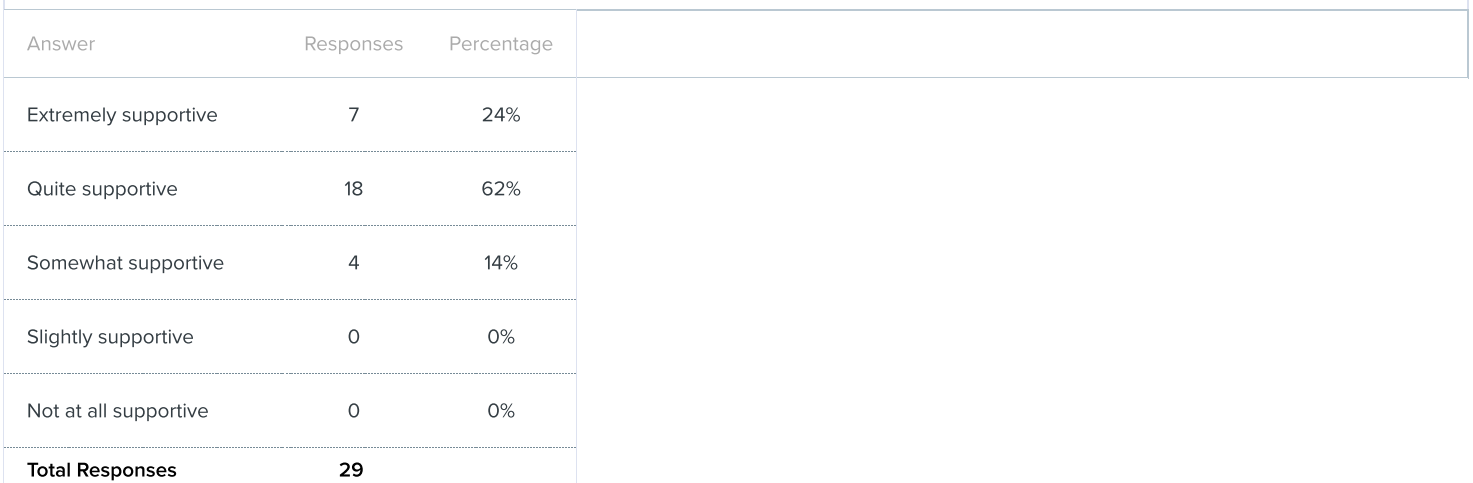 Answer Responses Percentage
Extremely supportive 7 24%
Quite supportive 18 62%
Somewhat supportive 4 14%
Slightly supportive 0 0%
Not at all supportive 0 0%
Total Responses 29